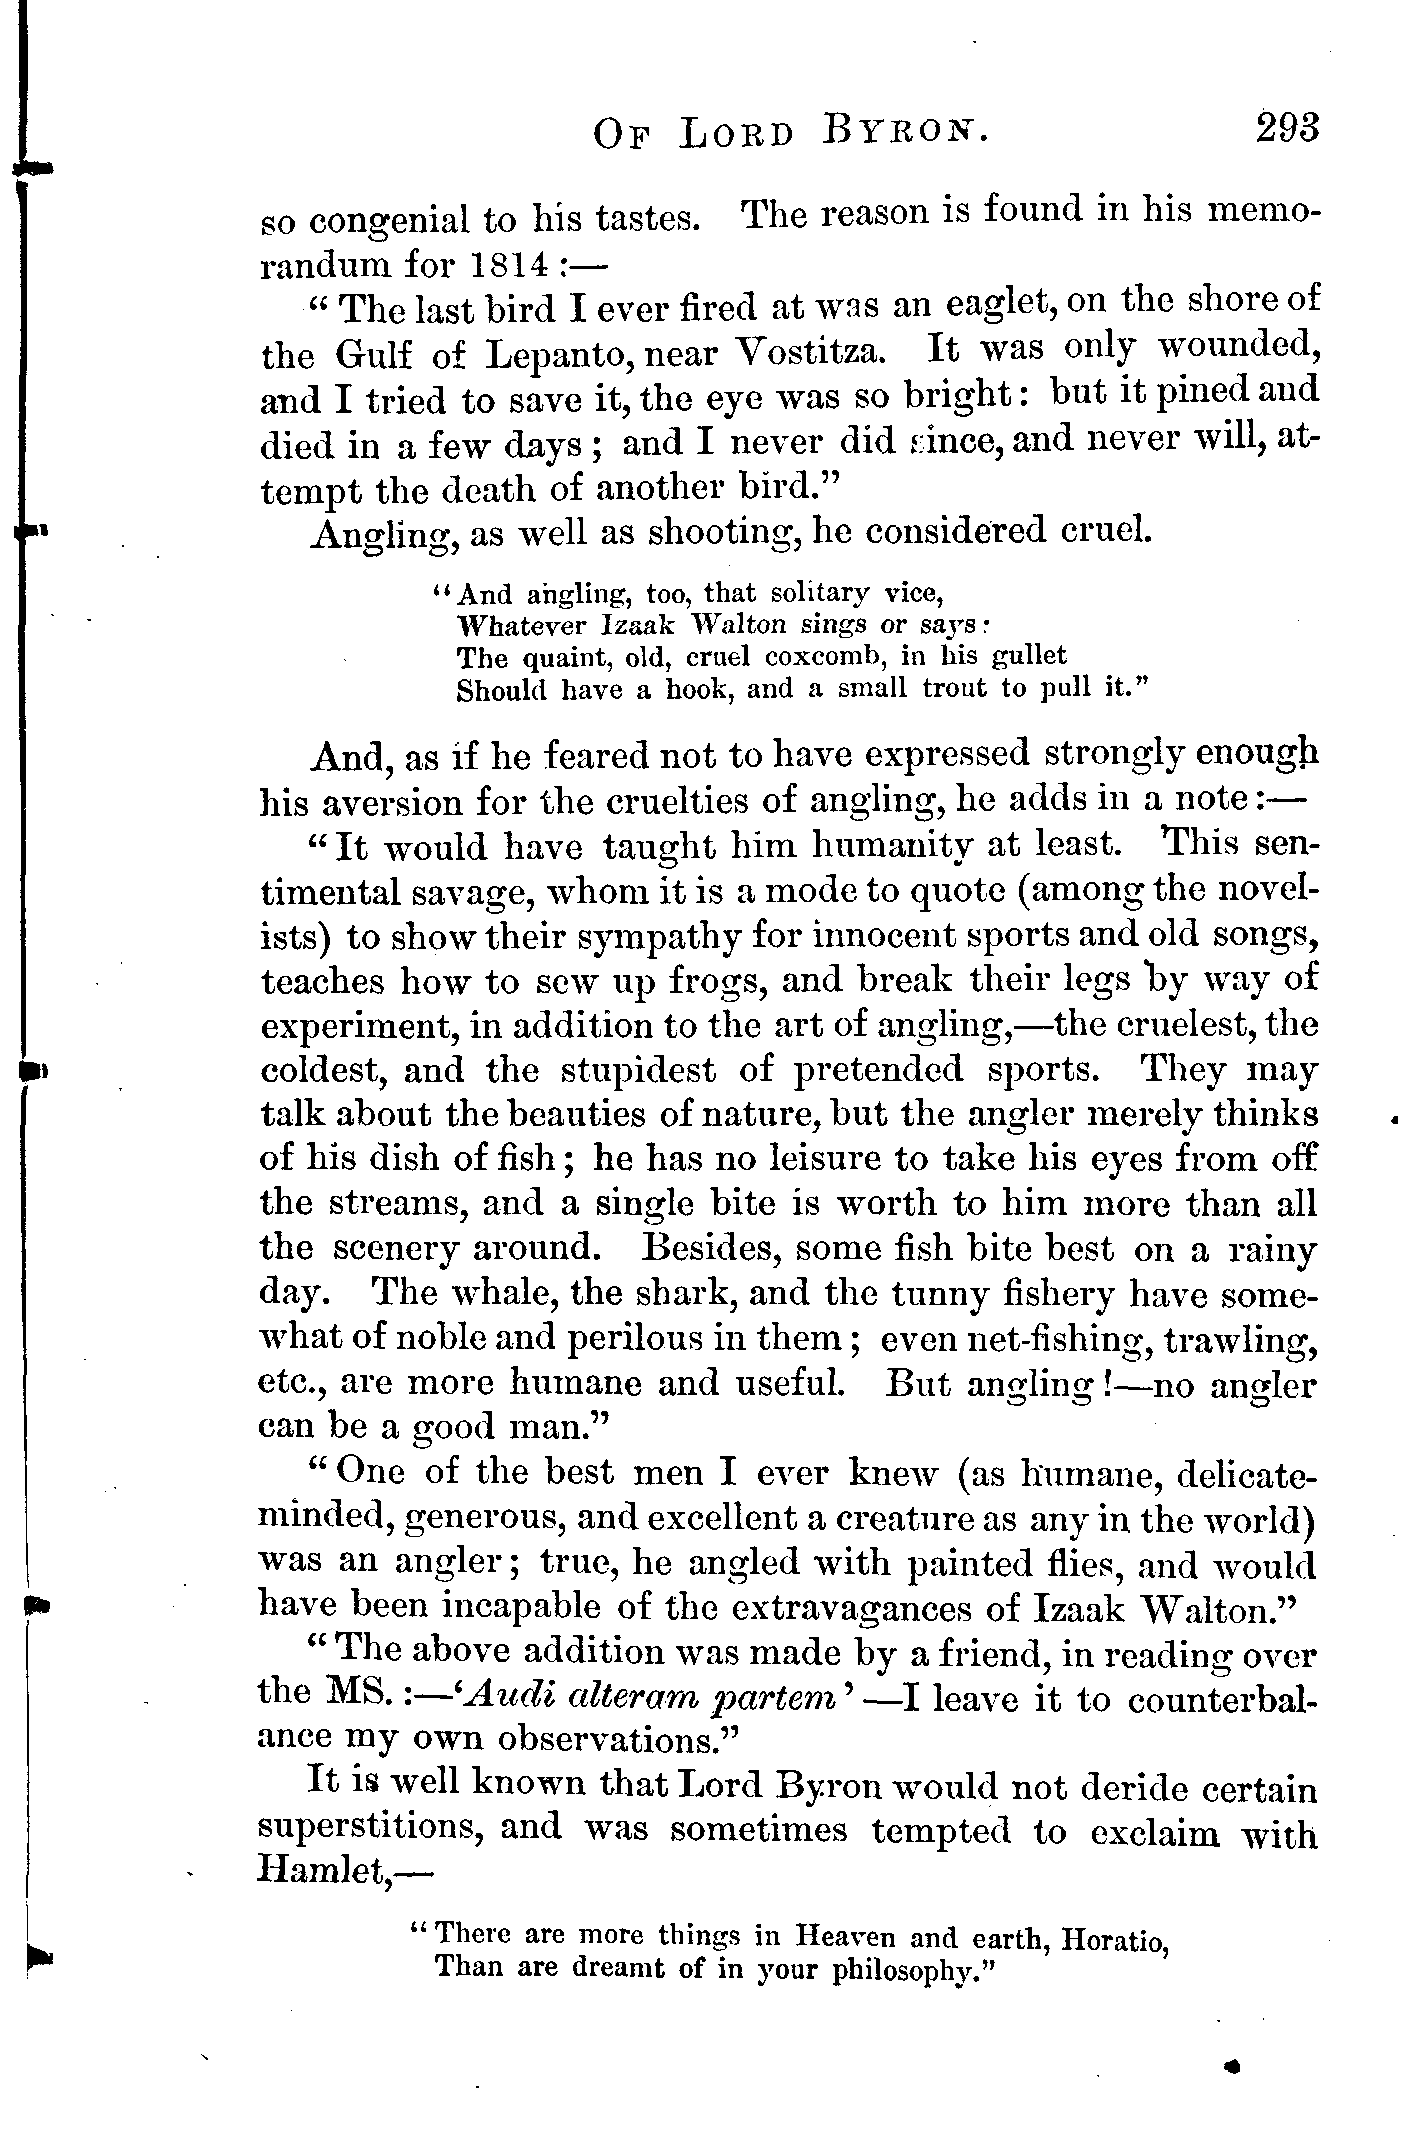 OF LORD BYRON. 293
so congenial to his tastes. The reason is found in his memo-
randum for 1814 :—
“ The last bird I ever fired at was an eaglet, on the shore of
the Gulf of Lepanto, near Vostitza. It was only wounded,
and I tried to save it, the eye was so bright : but it pined and
died in a few days ; and I never did since, and never will, at-
tempt the death of another bird.”
Angling, as well as shooting, he considered cruel.
“And angling, too, that solitary vice,
Whatever Izaak Walton sings or says :
The quaint, old, cruel coxcomb, in his gullet
Should have a hook, and a small trout to pull it.”
And, as if he feared not to have expressed strongly enough
his aversion for the cruelties of angling, he adds in a note :—
“ It would have taught him humanity at least. This sen-
timental savage, whom it is a mode to quote (among the novel-
ists) to show their sympathy for innocent sports and old songs,
teaches how to sew up frogs, and break their legs by way of
experiment, in addition to the art of angling,—the cruelest, the
coldest, and the stupidest of pretended sports. They may
talk about the beauties of nature, but the angler merely thinks
of his dish of fish ; he has no leisure to take his eyes from off
the streams, and a single bite is worth to him more than all
the scenery around. Besides, some fish bite best on a rainy
day. The whale, the shark, and the tunny fishery have some-
what of noble and perilous in them ; even net-fishing, trawling,
etc., are more humane and useful. But angling !—no angler
can be a good man.”
“ One of the best men I ever knew (as humane, delicate-
minded, generous, and excellent a creature as any in the world)
was an angler ; true, he angled with painted flies, and would
have been incapable of the extravagances of Izaak Walton.”
“ The above addition was made by a friend, in reading over
the MS. :—‘Audi alteram partem’ —I leave it to counterbal-
ance my own observations.”
It is well known that Lord Byron would not deride certain
superstitions, and was sometimes tempted to exclaim with
Hamlet,—
“ There are more things in Heaven and earth, Horatio,
Than are dreamt of in your philosophy.”